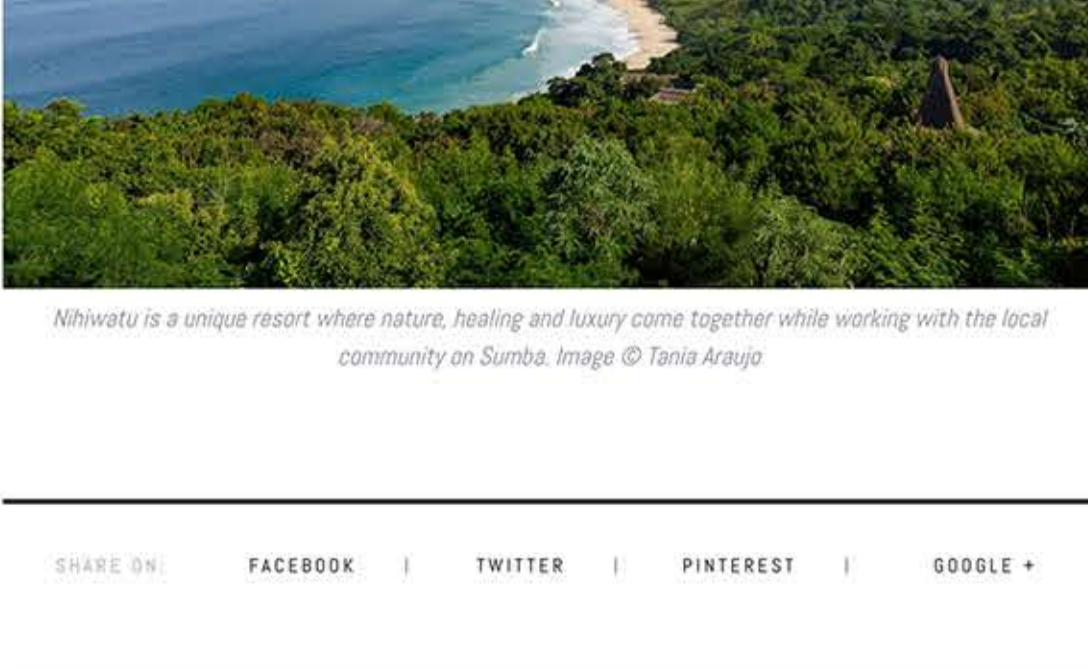 Nihiwatu is a unique resort where nature, healing and luxury come together while working with the local
community on Sumba. Image © Tania Araujo
SHARE ON: FACEBOOK | TWITTER | PINTEREST | GOOGLE +